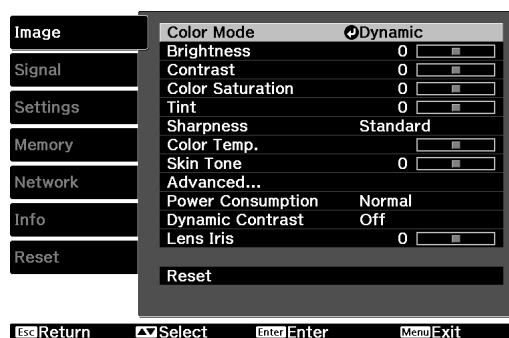 Image
Signal
Settings
Memory
Network
Info
Reset
Color Mode Dynamic
Brightness 0
Contrast 0
Color Saturation 0
Tint 0
Sharpness Standard
Color Temp.
Skin Tone 0
Advanced...
Power Consumption Normal
Dynamic Contrast Off
Lens Iris 0
Reset
Esc Return Select Enter Enter Menu Exit